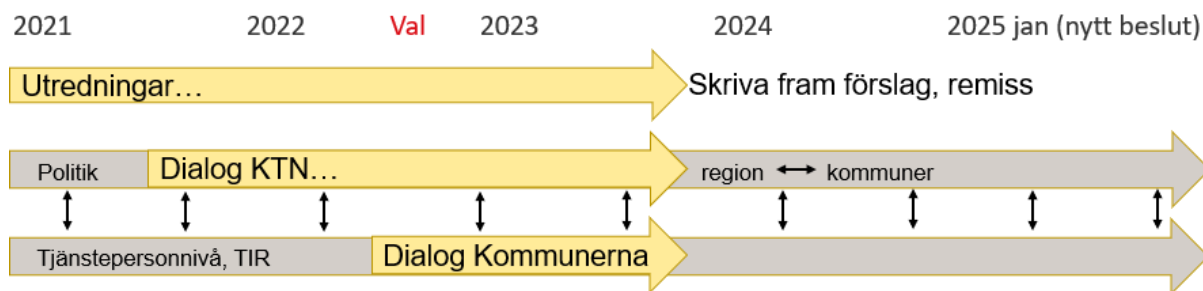 2021 2022 Val 2023 2024 2025 jan (nytt beslut)
Utredningar… Skriva fram förslag, remiss
Politik Dialog KTN… region kommuner
Tjänstepersonnivå, TIR Dialog Kommunerna